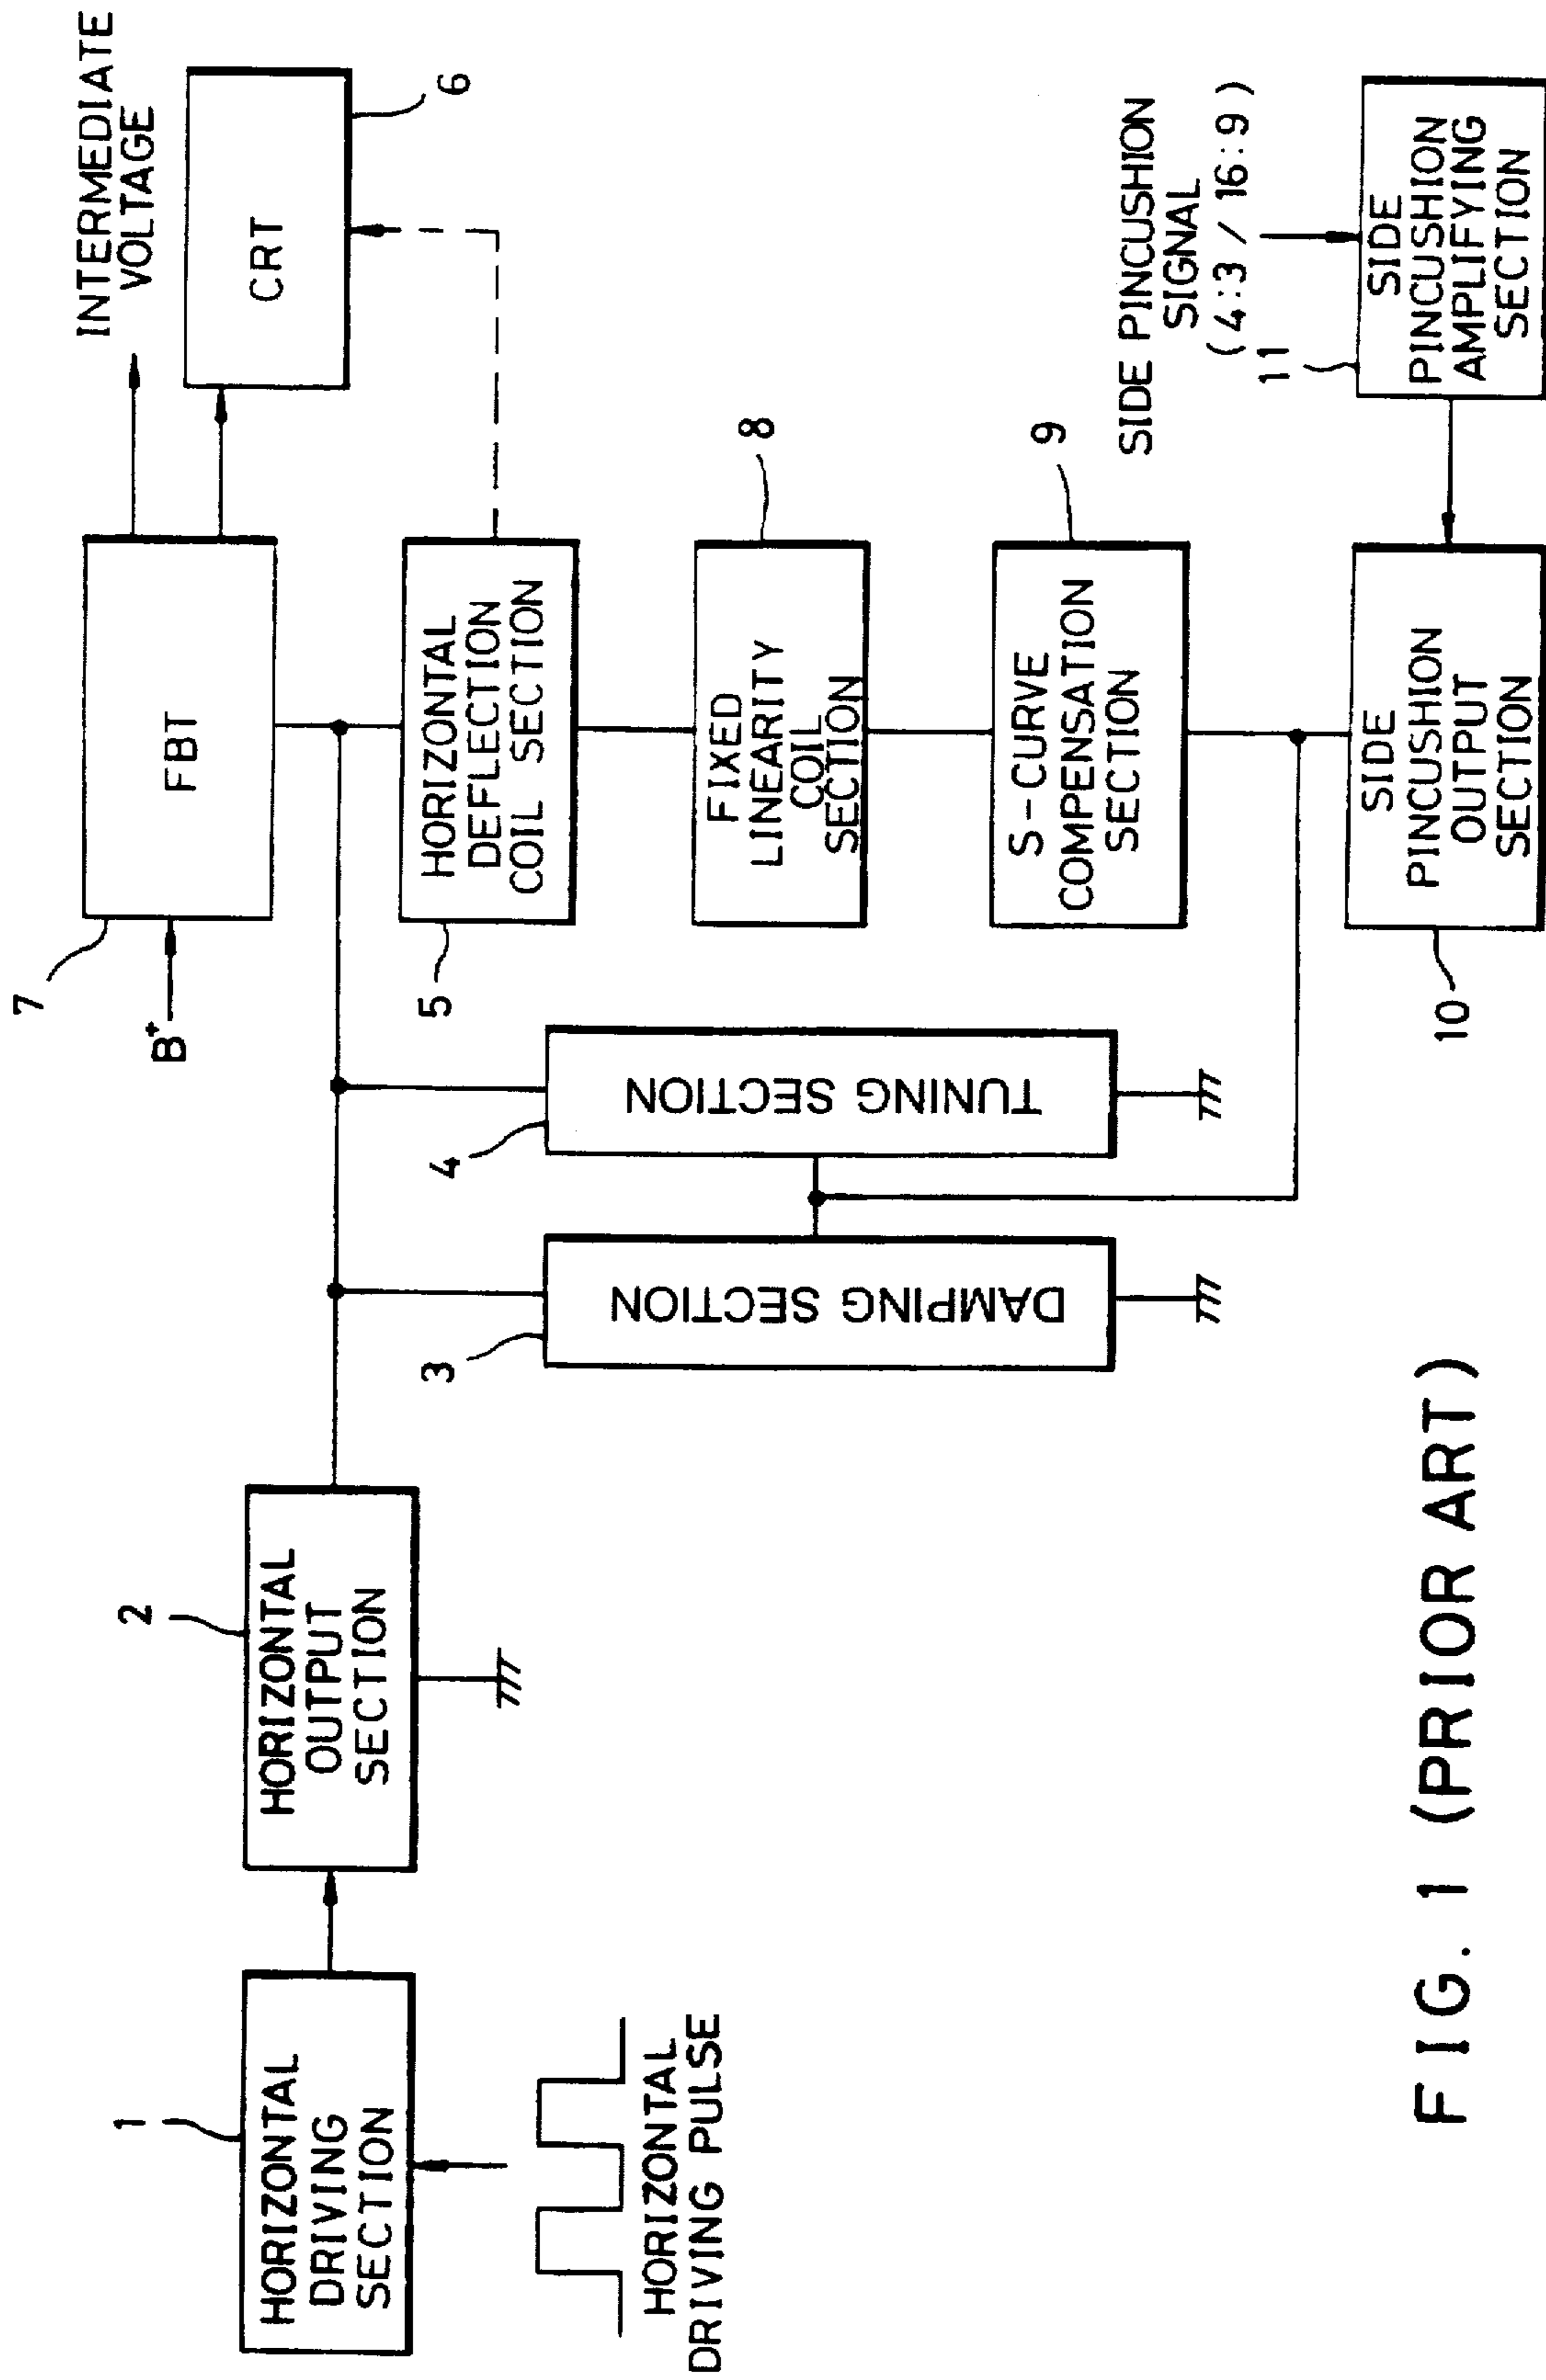 INTERMEDIATE
VOLTAGE
7
FBT
B+
CRT
6
HORIZONTAL
DEFLECTION
COIL SECTION
5
FIXED
LINEARITY
COIL
SECTION
8
S-CURVE
COMPENSATION
SECTION
9
SIDE PINCUSHION
SIGNAL
(4:3/16:9)
11
SIDE
PINCUSHION
AMPLIFYING
SECTION
SIDE
PINCUSHION
OUTPUT
SECTION
10
TUNING SECTION
4
DAMPING SECTION
3
2
HORIZONTAL
OUTPUT
SECTION
1
HORIZONTAL
DRIVING
SECTION
HORIZONTAL
DRIVING PULSE
FIG. 1 (PRIOR ART)